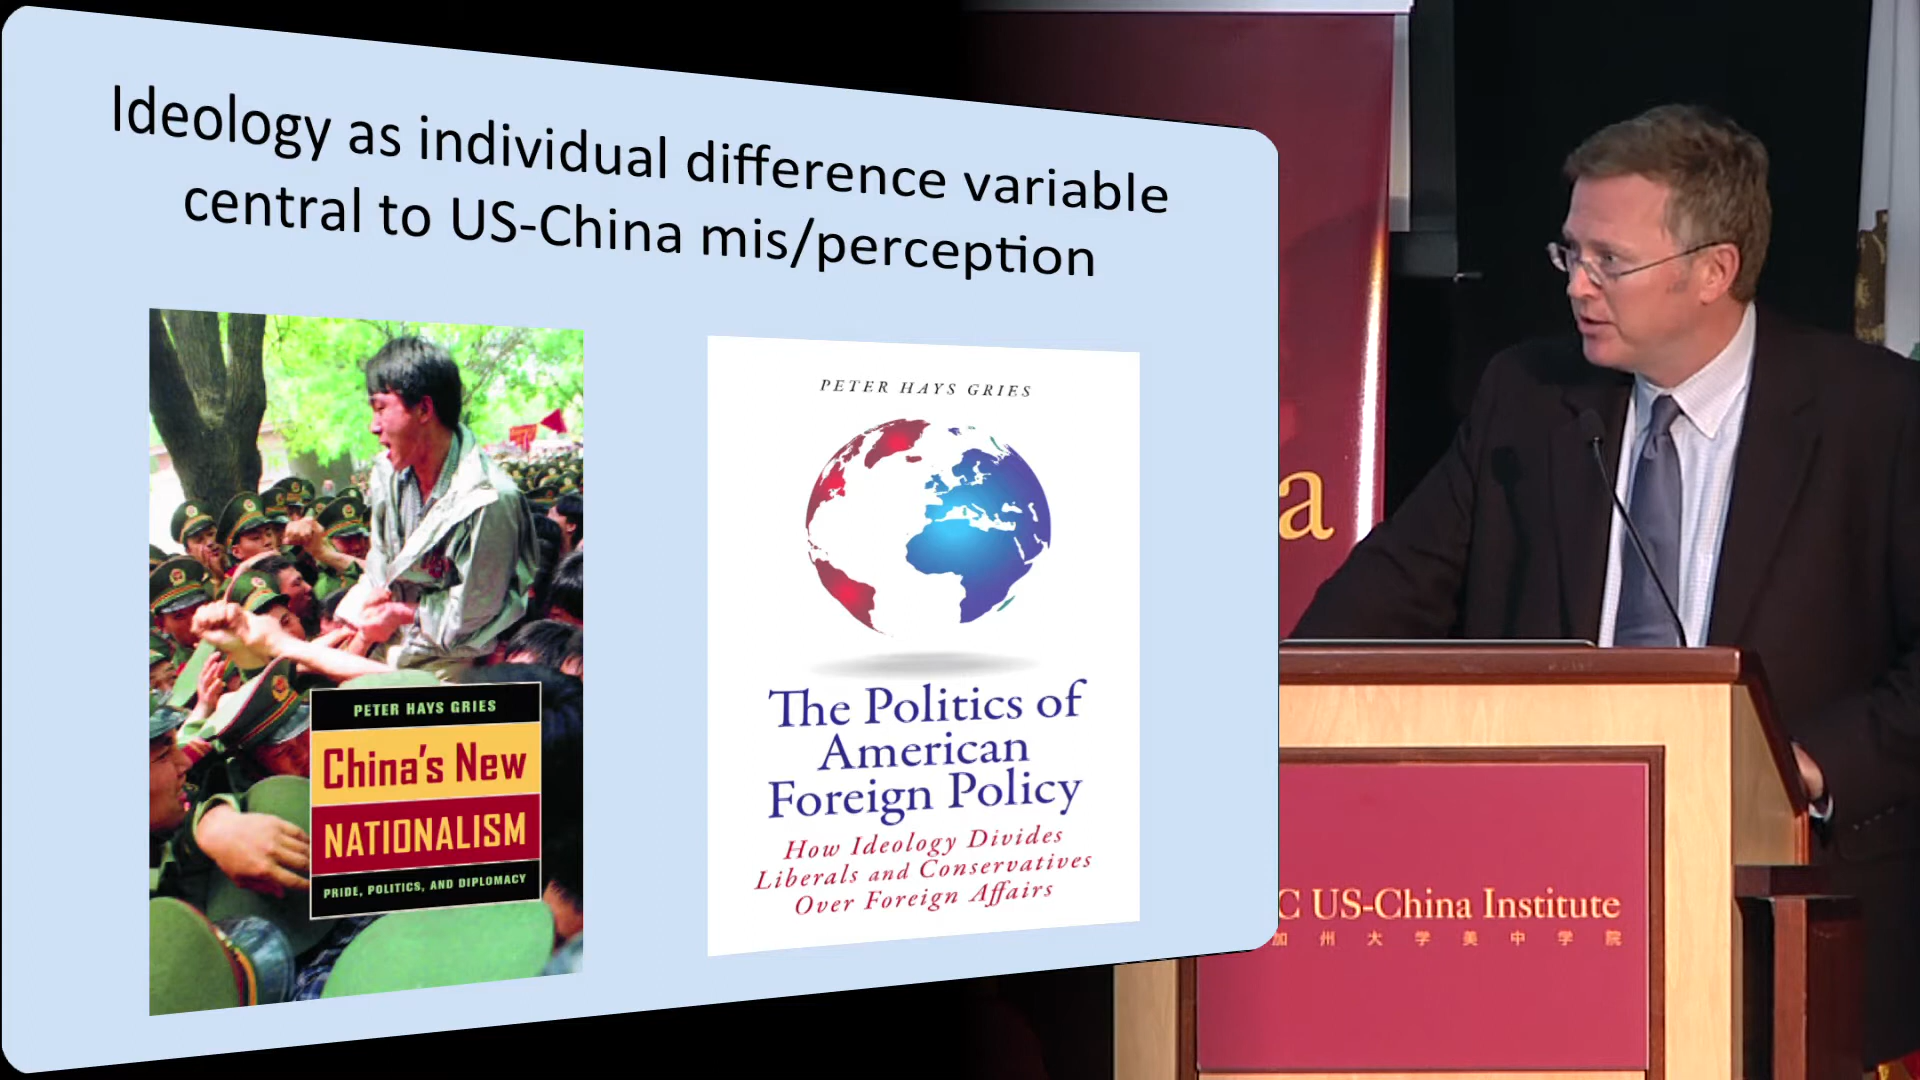 Ideology as individual difference variable
central to US-China mis/perception
PETER HAYS GRIES
China's New
NATIONALISM
PRIDE, POLITICS, AND DIPLOMACY
PETER HAYS GRIES
The Politics of
American
Foreign Policy
How Ideology Divides
Liberals and Conservatives
Over Foreign Affairs
a
C US-China Institute
加州大学美中学院